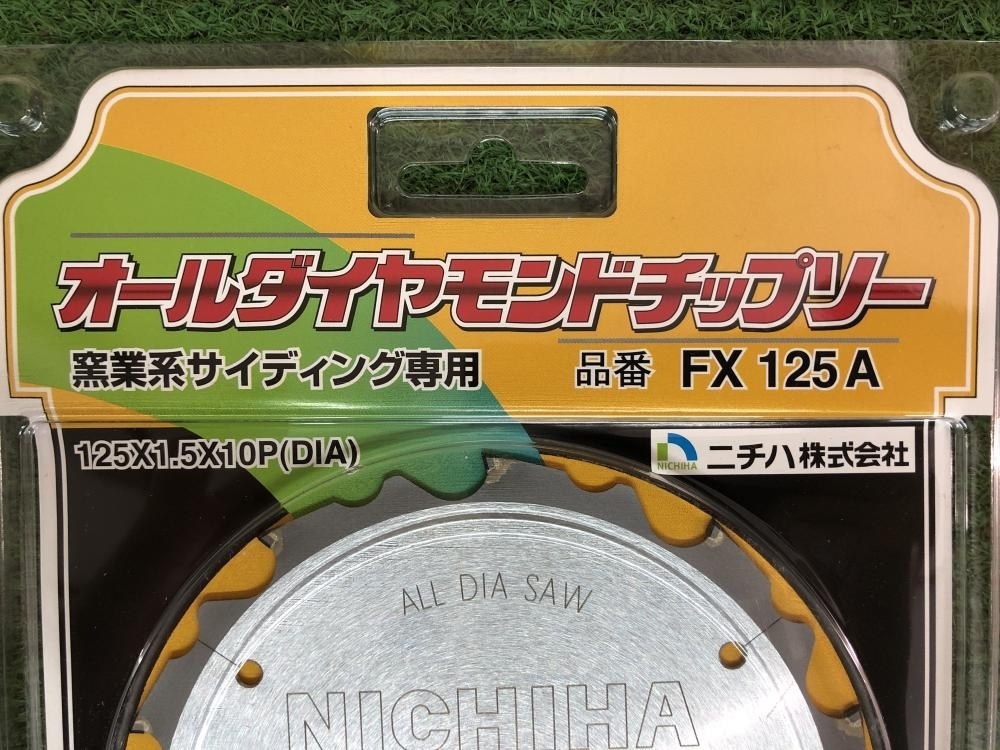 オールダイヤモンドチップソー
窯業系サイディング専用
品番 FX 125A
125X1.5X10P(DIA)
NICHIHA
ニチハ株式会社
ALL DIA SAW
NICHIHA